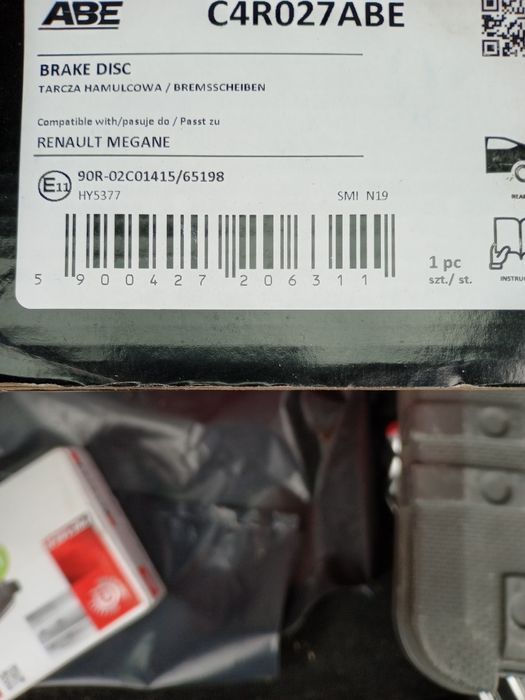 ABE C4R027ABE
BRAKE DISC
TARCZA HAMULCOWA / BREMSSCHEIBEN
Compatible with/pasuje do / Passt zu
RENAULT MEGANE
E11 90R-02C01415/65198
HY5377 SMI N19
5 900427 206311
1 pc
szt./ st.